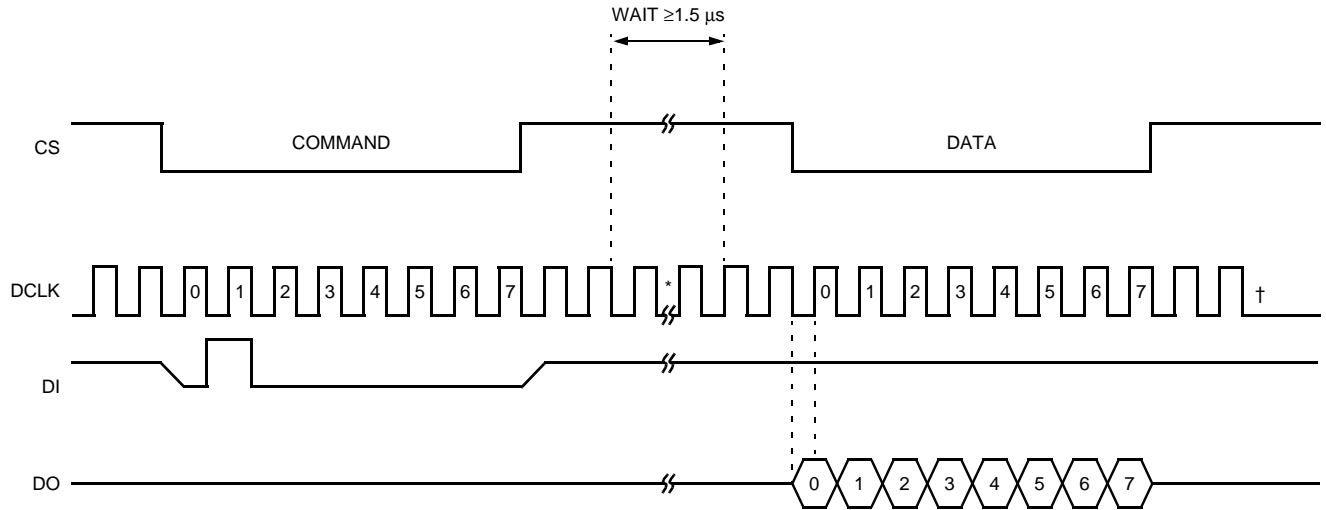 WAIT ≥1.5 μs
CS
COMMAND
DATA
DCLK
0 1 2 3 4 5 6 7 * 0 1 2 3 4 5 6 7 †
DI
DO
0 1 2 3 4 5 6 7